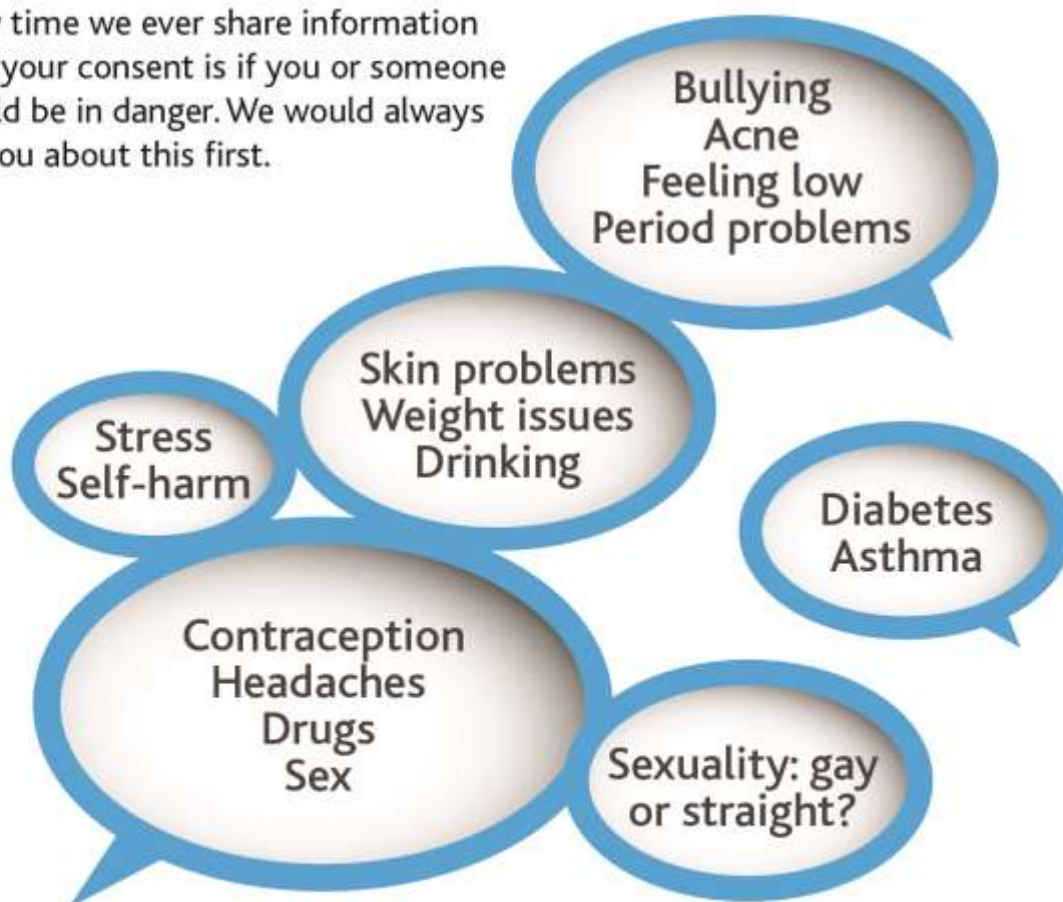 time we ever share information
your consent is if you or someone
be in danger. We would always
about this first.
Bullying
Acne
Feeling low
Period problems
Skin problems
Weight issues
Drinking
Stress
Self-harm
Diabetes
Asthma
Contraception
Headaches
Drugs
Sex
Sexuality: gay
or straight?